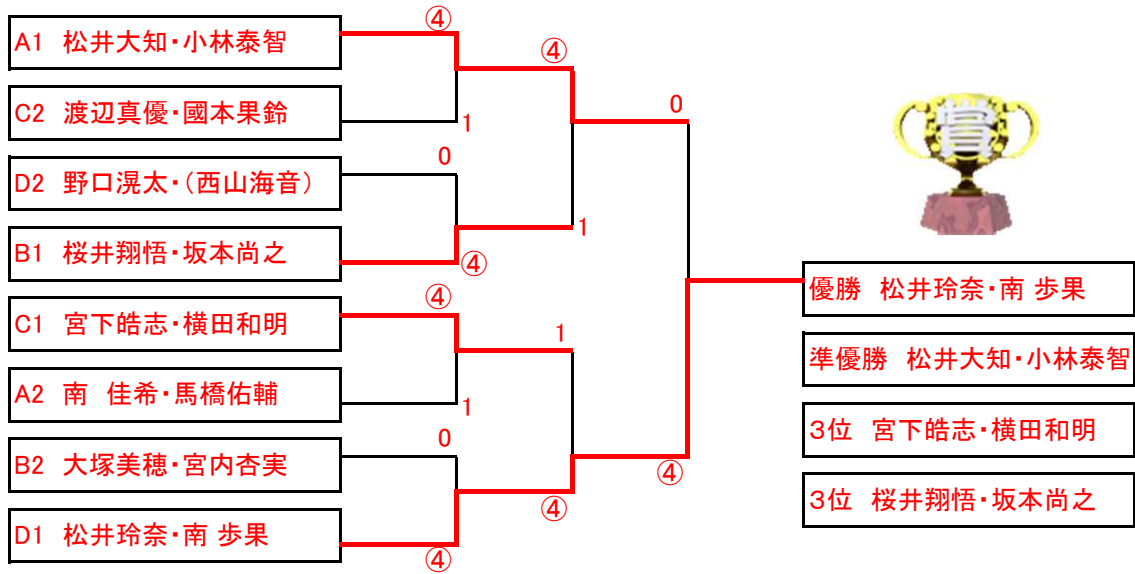 ④
A1 松井大知・小林泰智
④
0
C2 渡辺真優・國本果鈴
1
0
D2 野口滉太・（西山海音）
1
B1 桜井翔悟・坂本尚之
④
④
C1 宮下皓志・横田和明
1
A2 南 佳希・馬橋佑輔
1
0
B2 大塚美穂・宮内杏実
④
④
D1 松井玲奈・南 歩果
④
賞
優勝 松井玲奈・南 歩果
準優勝 松井大知・小林泰智
3位 宮下皓志・横田和明
3位 桜井翔悟・坂本尚之